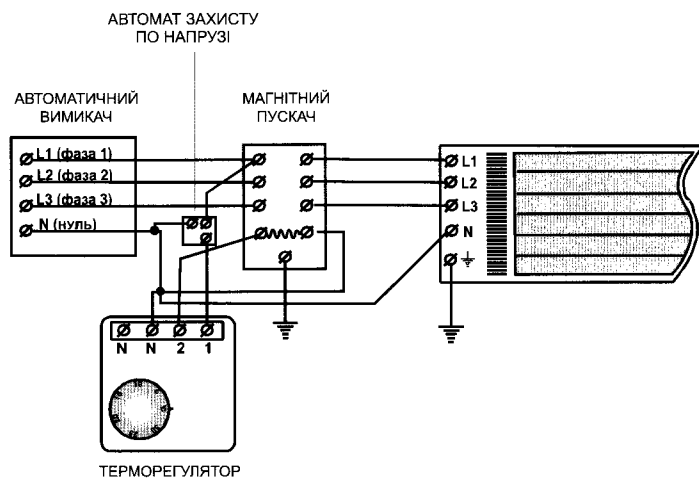 АВТОМАТ ЗАХИСТУ
ПО НАПРУЗІ
АВТОМАТИЧНИЙ
ВИМИКАЧ
МАГНІТНИЙ
ПУСКАЧ
L1 (фаза 1)
L2 (фаза 2)
L3 (фаза 3)
N (нуль)
L1
L2
L3
N
N N 2 1
ТЕРМОРЕГУЛЯТОР